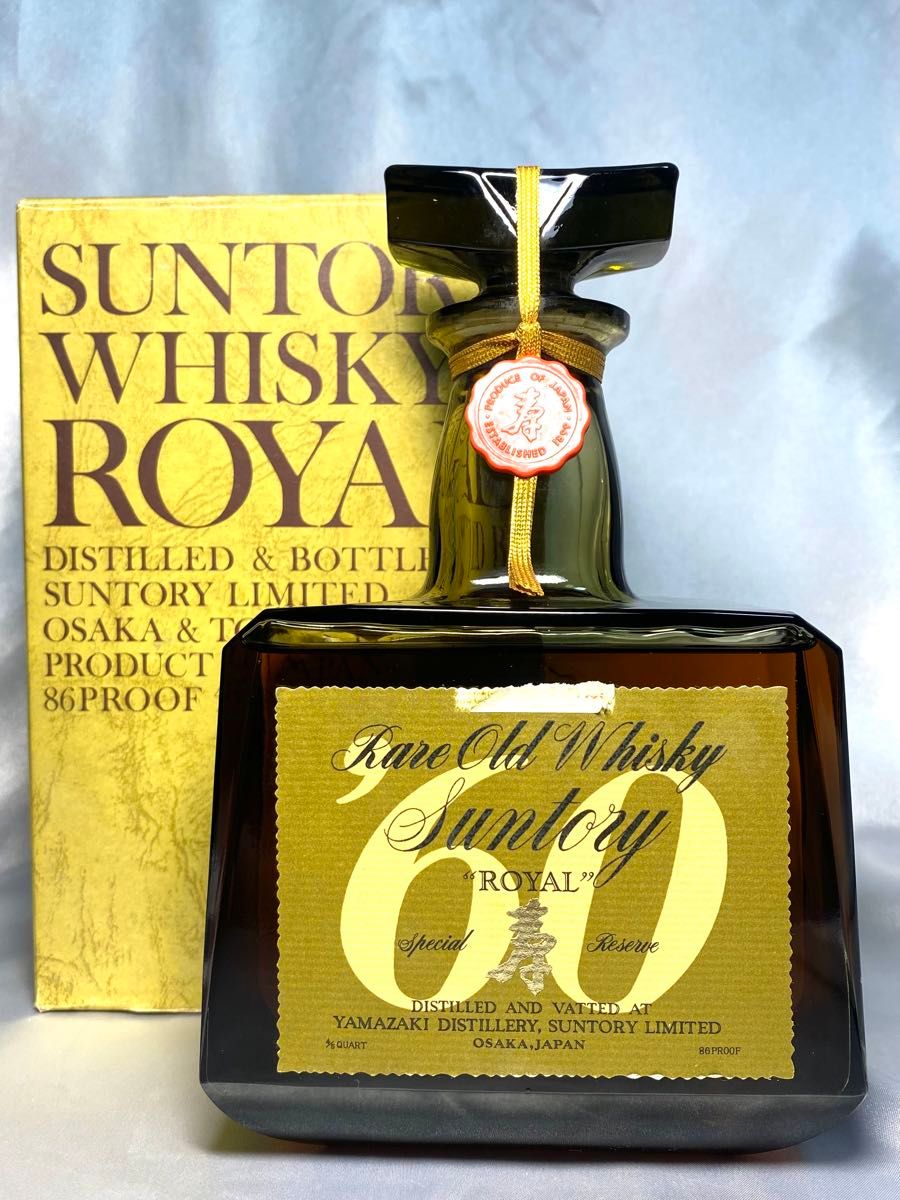 SUNTOR
WHISKY
ROYA
DISTILLED & BOTTLE
SUNTORY LIMITED
OSAKA & TO
PRODUCT
86PROOF
PRODUCE OF JAPAN
寿
ESTABLISHED 1899
'60
Rare Old Whisky
Suntory
"ROYAL"
Special 寿 Reserve
DISTILLED AND VATTED AT
YAMAZAKI DISTILLERY, SUNTORY LIMITED
4/5 QUART OSAKA, JAPAN 86 PROOF